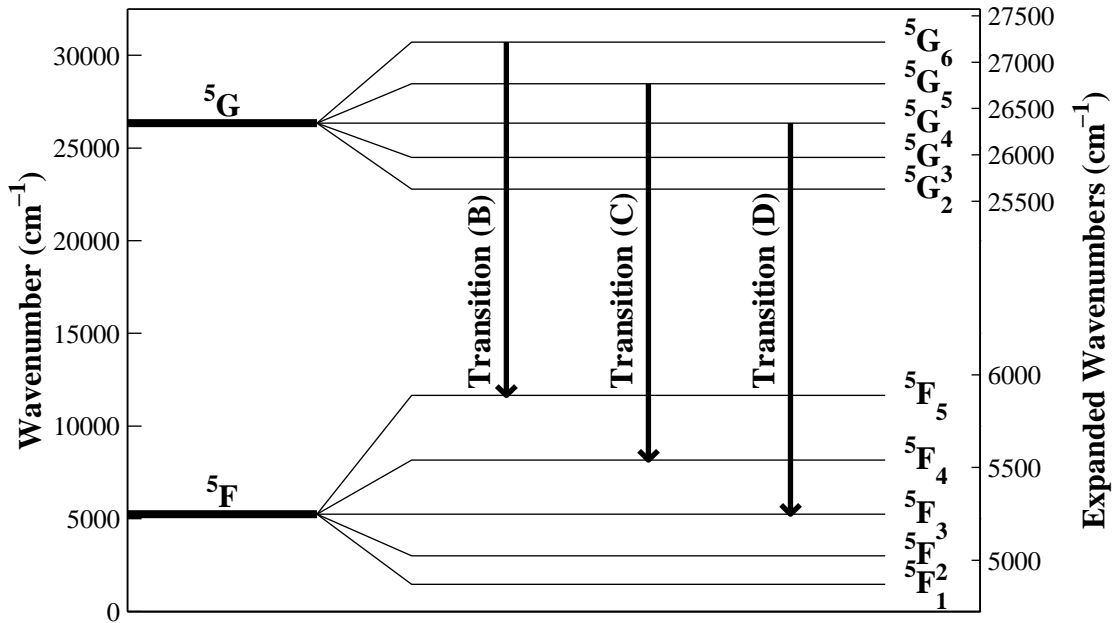 Wavenumber (cm⁻¹)
30000
25000
20000
15000
10000
5000
0
⁵G
⁵F
Transition (B)
Transition (C)
Transition (D)
⁵G₆
⁵G₅
⁵G₄
⁵G₃
⁵G₂
⁵F₅
⁵F₄
⁵F₃
⁵F₂
⁵F₁
27500
27000
26500
26000
25500
6000
5500
5000
Expanded Wavenumbers (cm⁻¹)